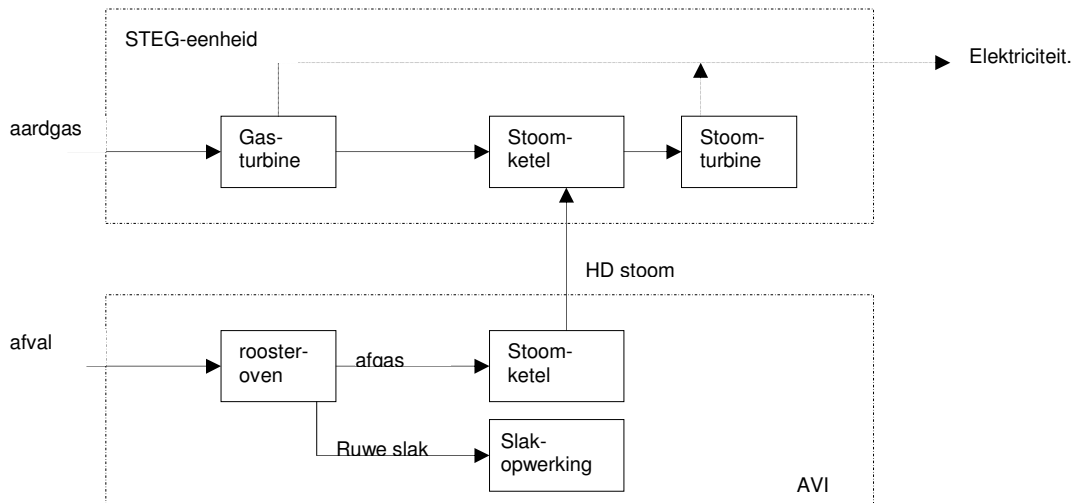 STEG-eenheid
Elektriciteit.
aardgas
Gas-
turbine
Stoom-
ketel
Stoom-
turbine
HD stoom
afval
rooster-
oven
afgas
Stoom-
ketel
Ruwe slak
Slak-
opwerking
AVI